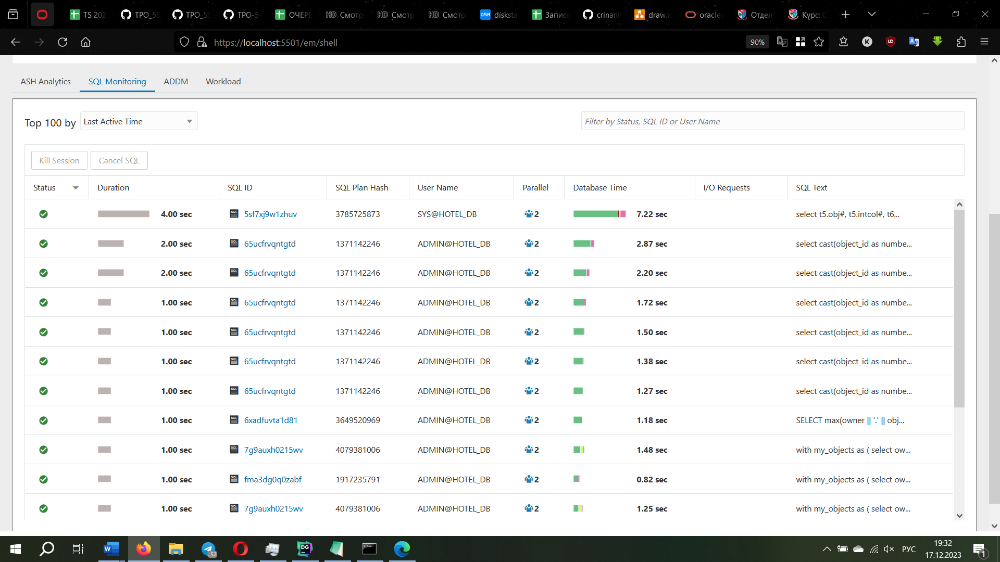 TS 202
TPO_5S
TPO_5S
TPO-5-
ОЧЕРЕ
HD Смотр
HD Смотр
HD Смотр
DSM disksta
Запис
crinani
draw.io
oracle.
Отдел
Курс: С
https://localhost:5501/em/shell
90%
ASH Analytics
SQL Monitoring
ADDM
Workload
Top 100 by
Last Active Time
Filter by Status, SQL ID or User Name
Kill Session
Cancel SQL
Status Duration SQL ID SQL Plan Hash User Name Parallel Database Time I/O Requests SQL Text
4.00 sec 5sf7xj9w1zhuv 3785725873 SYS@HOTEL_DB 2 7.22 sec select t5.obj#, t5.intcol#, t6...
2.00 sec 65ucfrvqntgtd 1371142246 ADMIN@HOTEL_DB 2 2.87 sec select cast(object_id as numbe...
2.00 sec 65ucfrvqntgtd 1371142246 ADMIN@HOTEL_DB 2 2.20 sec select cast(object_id as numbe...
1.00 sec 65ucfrvqntgtd 1371142246 ADMIN@HOTEL_DB 2 1.72 sec select cast(object_id as numbe...
1.00 sec 65ucfrvqntgtd 1371142246 ADMIN@HOTEL_DB 2 1.50 sec select cast(object_id as numbe...
1.00 sec 65ucfrvqntgtd 1371142246 ADMIN@HOTEL_DB 2 1.38 sec select cast(object_id as numbe...
1.00 sec 65ucfrvqntgtd 1371142246 ADMIN@HOTEL_DB 2 1.27 sec select cast(object_id as numbe...
1.00 sec 6xadfuvta1d81 3649520969 ADMIN@HOTEL_DB 2 1.18 sec SELECT max(owner || '.' || obj...
1.00 sec 7g9auxh0215wv 4079381006 ADMIN@HOTEL_DB 2 1.48 sec with my_objects as ( select ow...
1.00 sec fma3dg0q0zabf 1917235791 ADMIN@HOTEL_DB 2 0.82 sec with my_objects as ( select ow...
1.00 sec 7g9auxh0215wv 4079381006 ADMIN@HOTEL_DB 2 1.25 sec with my_objects as ( select ow...
52
DG
РУС
19:32
17.12.2023
1